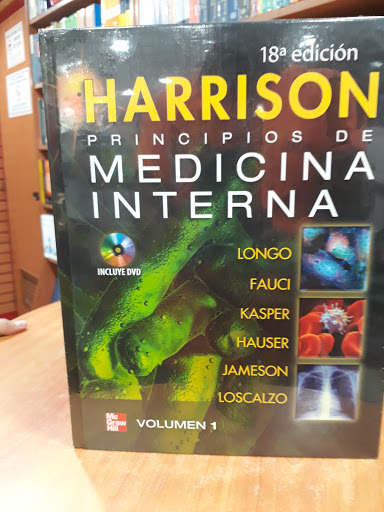 18ª edición
HARRISON
PRINCIPIOS DE
MEDICINA
INTERNA
INCLUYE DVD
LONGO
FAUCI
KASPER
HAUSER
JAMESON
LOSCALZO
Mc
Graw
Hill
VOLUMEN 1